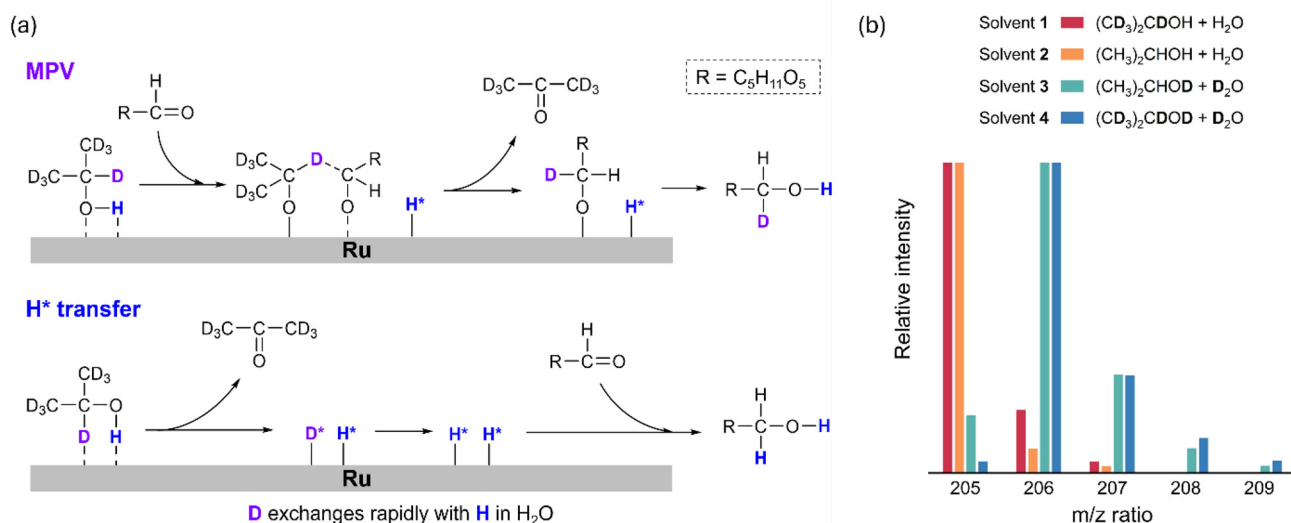 (a)
MPV
R = C₅H₁₁O₅
H
R–C=O
D₃C–C–CD₃
O
CD₃
D₃C–C–D
O–H
D₃C D R
D₃C C C
H
O O H*
R
D–C–H
O H*
H
R–C–O–H
D
Ru
H* transfer
D₃C–C–CD₃
O
H
R–C=O
CD₃
D₃C–C–O
D H
D* H*
H* H*
H
R–C–O–H
H
Ru
D exchanges rapidly with H in H₂O
(b)
Solvent 1 (CD₃)₂CDOH + H₂O
Solvent 2 (CH₃)₂CHOH + H₂O
Solvent 3 (CH₃)₂CHOD + D₂O
Solvent 4 (CD₃)₂CDOD + D₂O
Relative intensity
205 206 207 208 209
m/z ratio